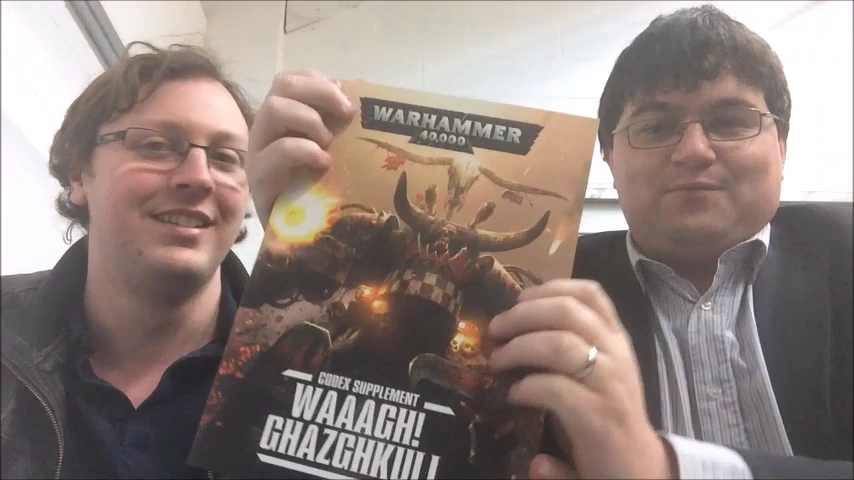 WARHAMMER
40,000
CODEX SUPPLEMENT
WAAAGH!
GHAZGHKULL